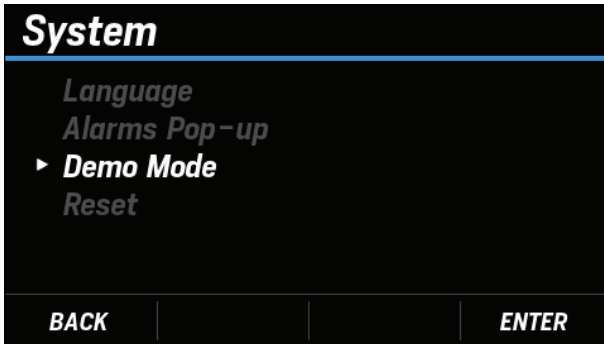 System
Language
Alarms Pop-up
Demo Mode
Reset
BACK ENTER